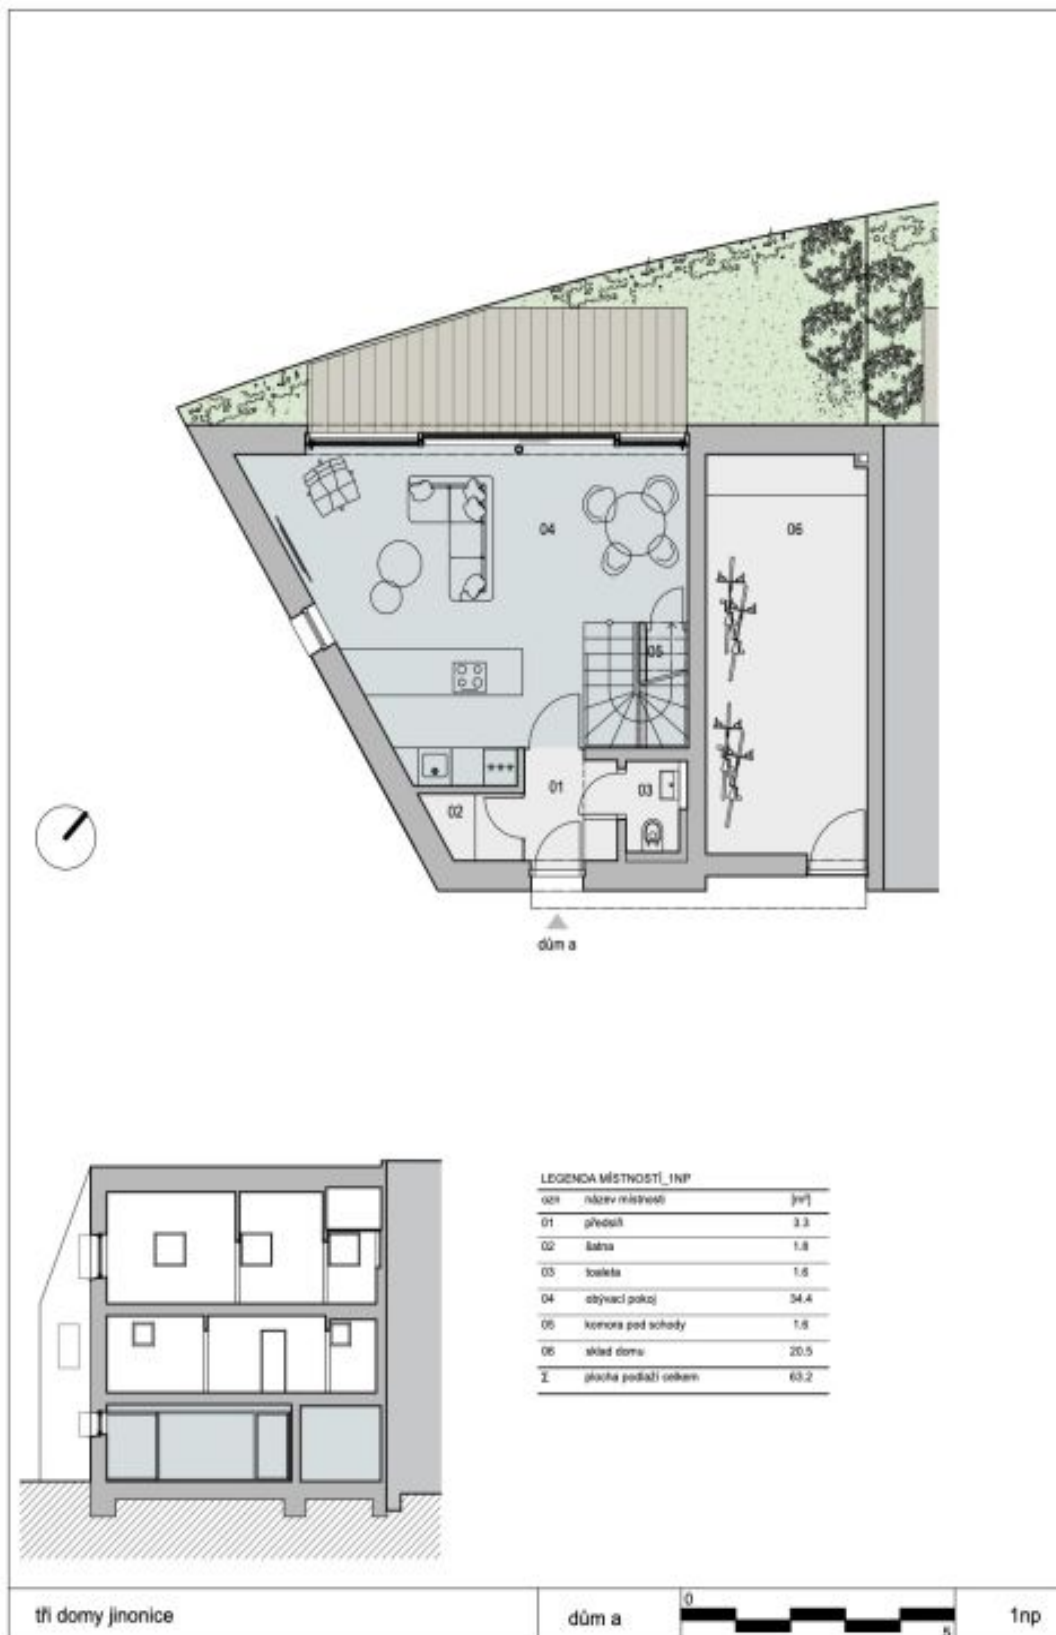 04
06
05
01
03
02
dům a
LEGENDA MÍSTNOSTÍ_1NP
ozn název místnosti [m²]
01 předsíň 3.3
02 šatna 1.8
03 toaleta 1.6
04 obývací pokoj 34.4
05 komora pod schody 1.6
06 sklad domu 20.5
Σ plocha podlaží celkem 63.2
tři domy jinonice
dům a
0
5
1np